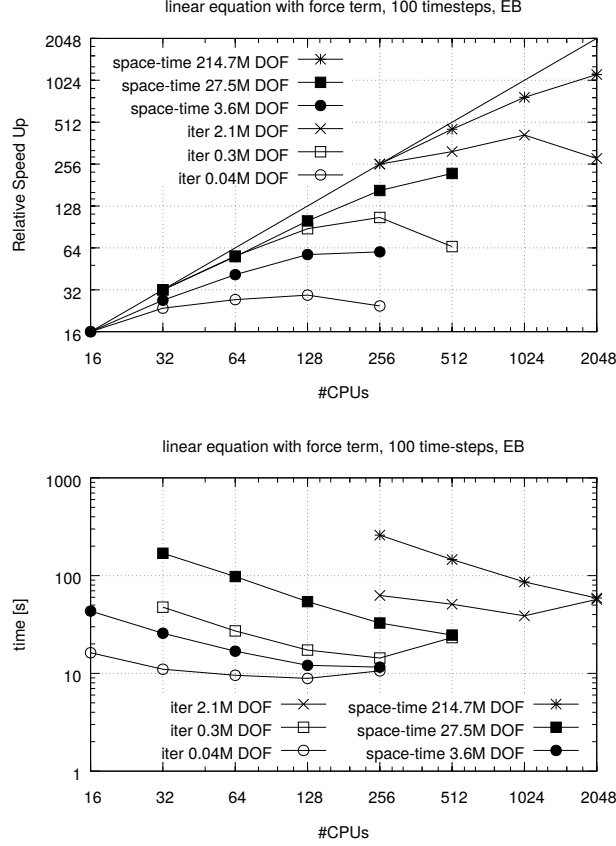 linear equation with force term, 100 timesteps, EB
2048
1024
512
256
128
64
32
16
Relative Speed Up
space-time 214.7M DOF
space-time 27.5M DOF
space-time 3.6M DOF
iter 2.1M DOF
iter 0.3M DOF
iter 0.04M DOF
16 32 64 128 256 512 1024 2048
#CPUs
linear equation with force term, 100 time-steps, EB
1000
100
10
1
time [s]
iter 2.1M DOF
iter 0.3M DOF
iter 0.04M DOF
space-time 214.7M DOF
space-time 27.5M DOF
space-time 3.6M DOF
16 32 64 128 256 512 1024 2048
#CPUs